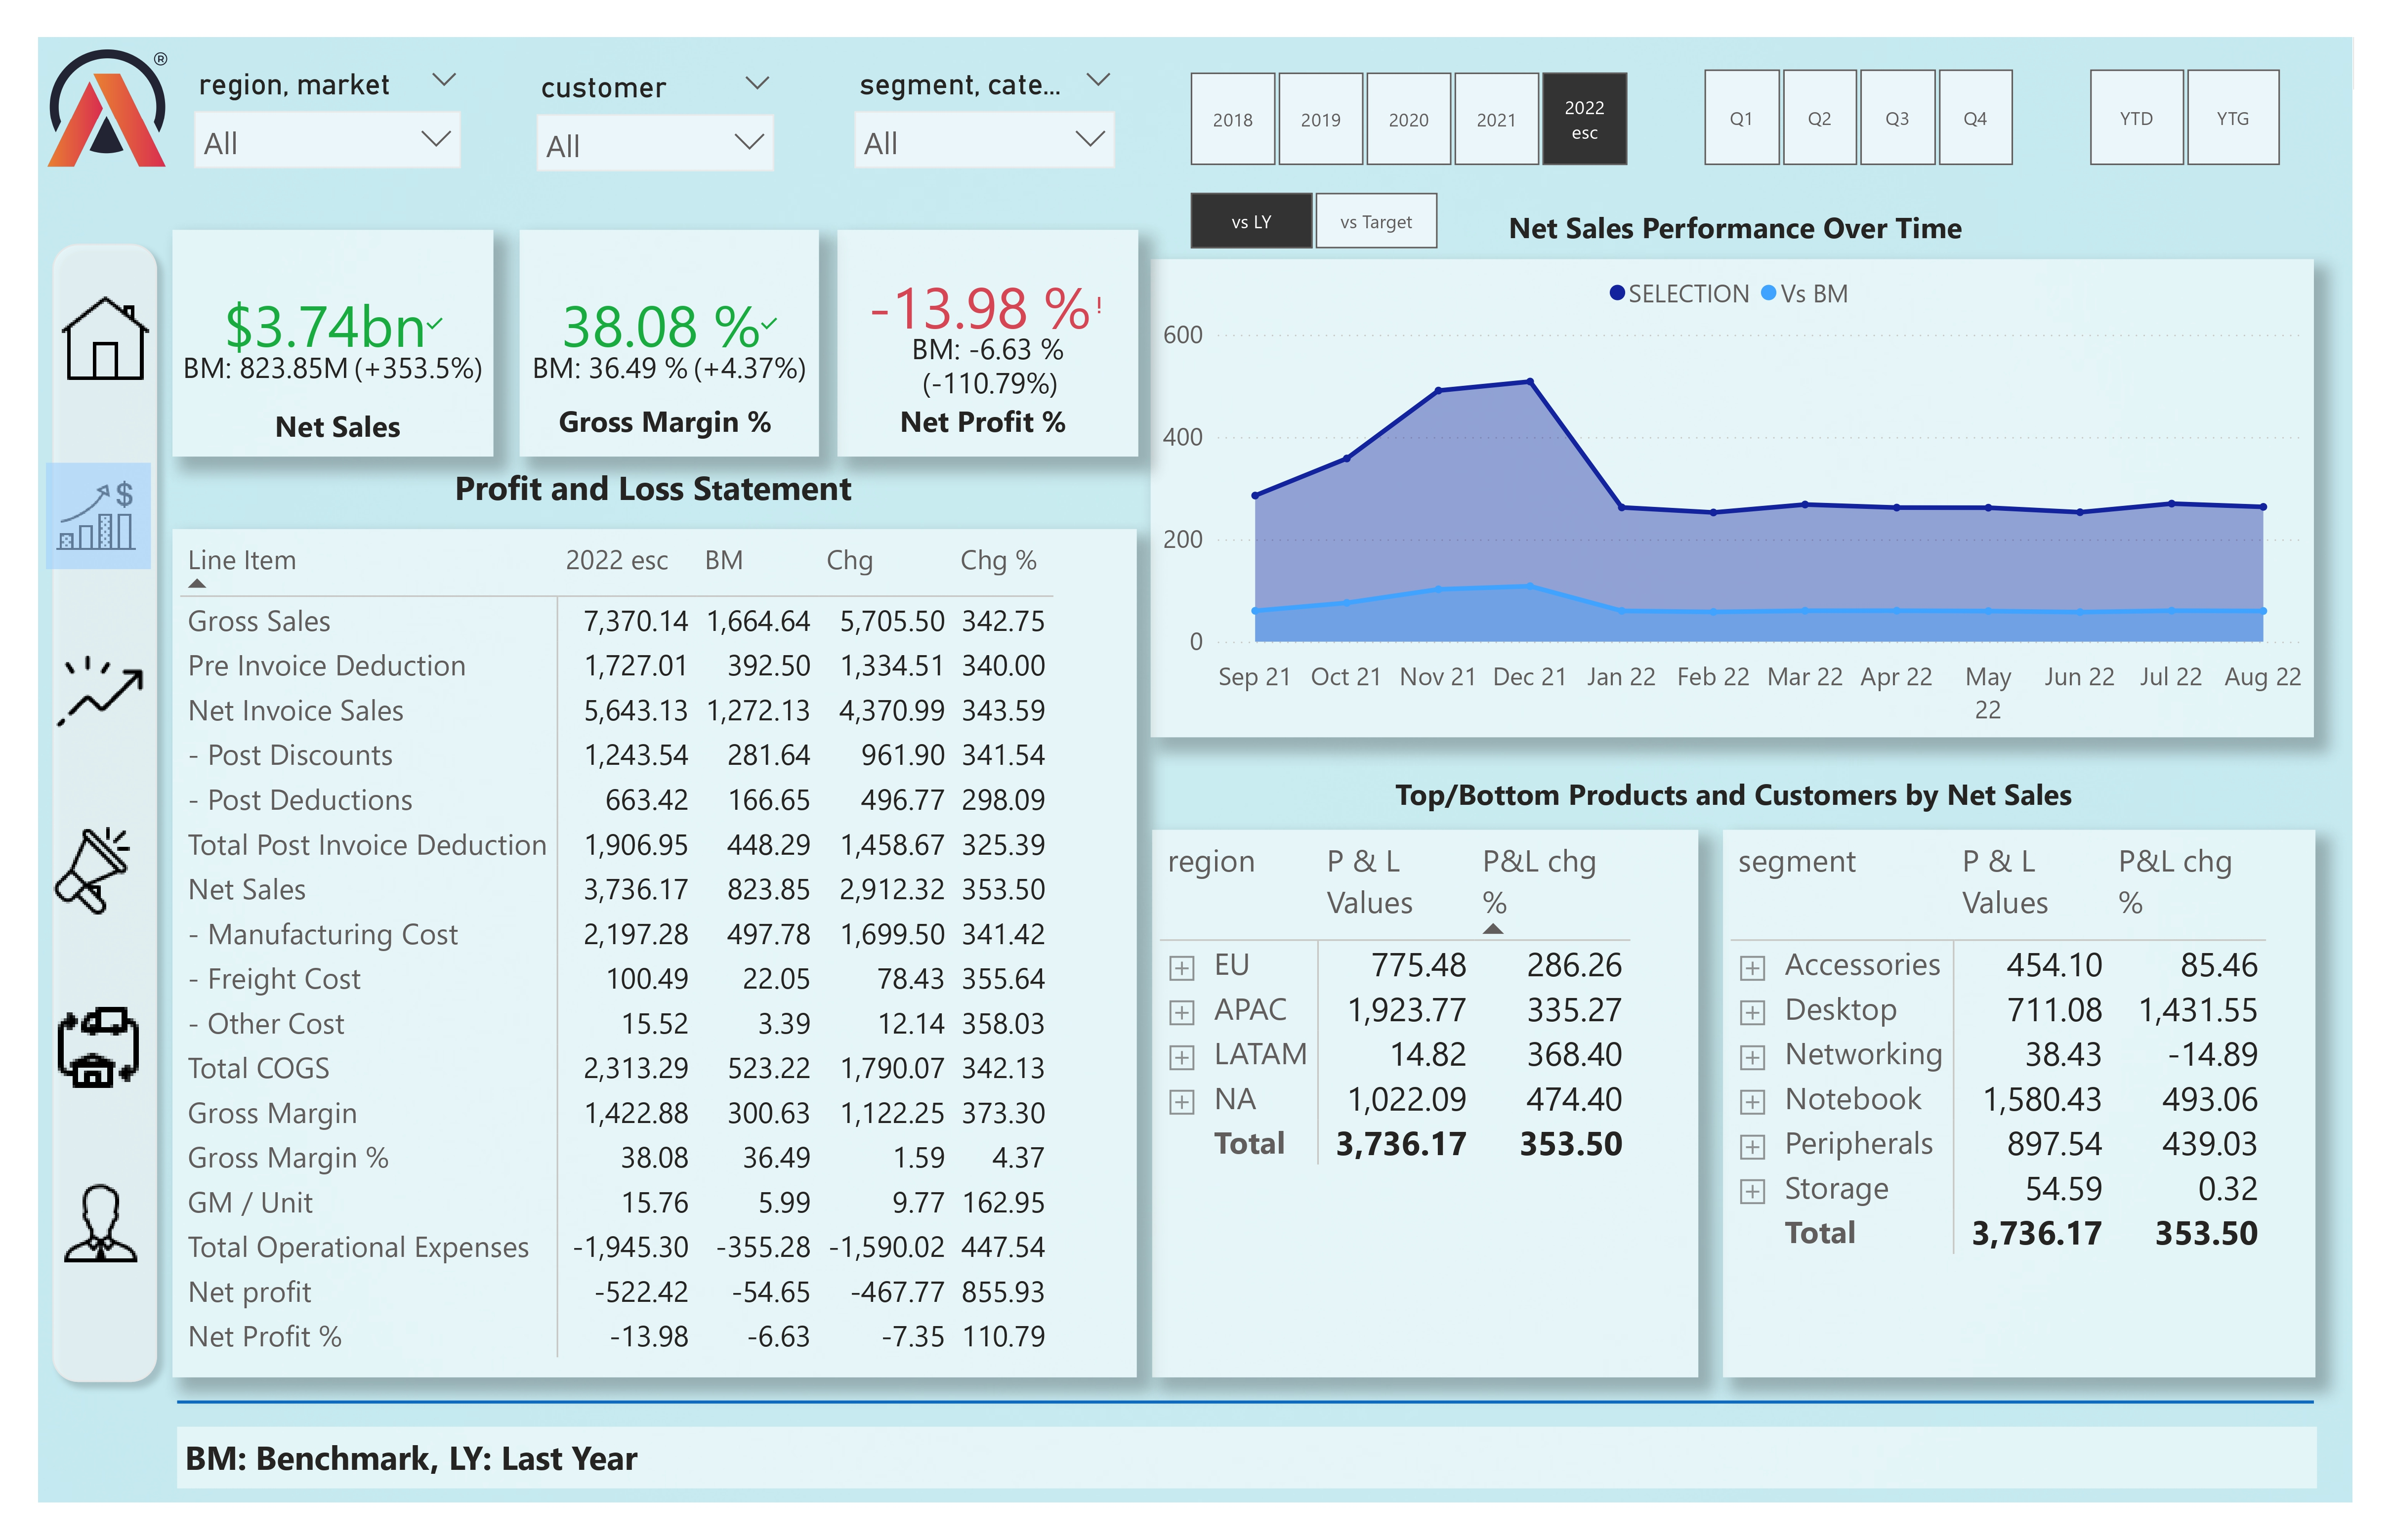 ®
region, market
All
customer
All
segment, cate...
All
2018
2019
2020
2021
2022
esc
Q1
Q2
Q3
Q4
YTD
YTG
vs LY
vs Target
$3.74bn
BM: 823.85M (+353.5%)
Net Sales
38.08 %
BM: 36.49 % (+4.37%)
Gross Margin %
-13.98 %!
BM: -6.63 %
(-110.79%)
Net Profit %
Net Sales Performance Over Time
SELECTION Vs BM
600
400
200
0
Sep 21 Oct 21 Nov 21 Dec 21 Jan 22 Feb 22 Mar 22 Apr 22 May 22 Jun 22 Jul 22 Aug 22
$
Profit and Loss Statement
Line Item 2022 esc BM Chg Chg %
Gross Sales 7,370.14 1,664.64 5,705.50 342.75
Pre Invoice Deduction 1,727.01 392.50 1,334.51 340.00
Net Invoice Sales 5,643.13 1,272.13 4,370.99 343.59
- Post Discounts 1,243.54 281.64 961.90 341.54
- Post Deductions 663.42 166.65 496.77 298.09
Total Post Invoice Deduction 1,906.95 448.29 1,458.67 325.39
Net Sales 3,736.17 823.85 2,912.32 353.50
- Manufacturing Cost 2,197.28 497.78 1,699.50 341.42
- Freight Cost 100.49 22.05 78.43 355.64
- Other Cost 15.52 3.39 12.14 358.03
Total COGS 2,313.29 523.22 1,790.07 342.13
Gross Margin 1,422.88 300.63 1,122.25 373.30
Gross Margin % 38.08 36.49 1.59 4.37
GM / Unit 15.76 5.99 9.77 162.95
Total Operational Expenses -1,945.30 -355.28 -1,590.02 447.54
Net profit -522.42 -54.65 -467.77 855.93
Net Profit % -13.98 -6.63 -7.35 110.79
Top/Bottom Products and Customers by Net Sales
region P & L Values P&L chg %
EU 775.48 286.26
APAC 1,923.77 335.27
LATAM 14.82 368.40
NA 1,022.09 474.40
Total 3,736.17 353.50
segment P & L Values P&L chg %
Accessories 454.10 85.46
Desktop 711.08 1,431.55
Networking 38.43 -14.89
Notebook 1,580.43 493.06
Peripherals 897.54 439.03
Storage 54.59 0.32
Total 3,736.17 353.50
BM: Benchmark, LY: Last Year